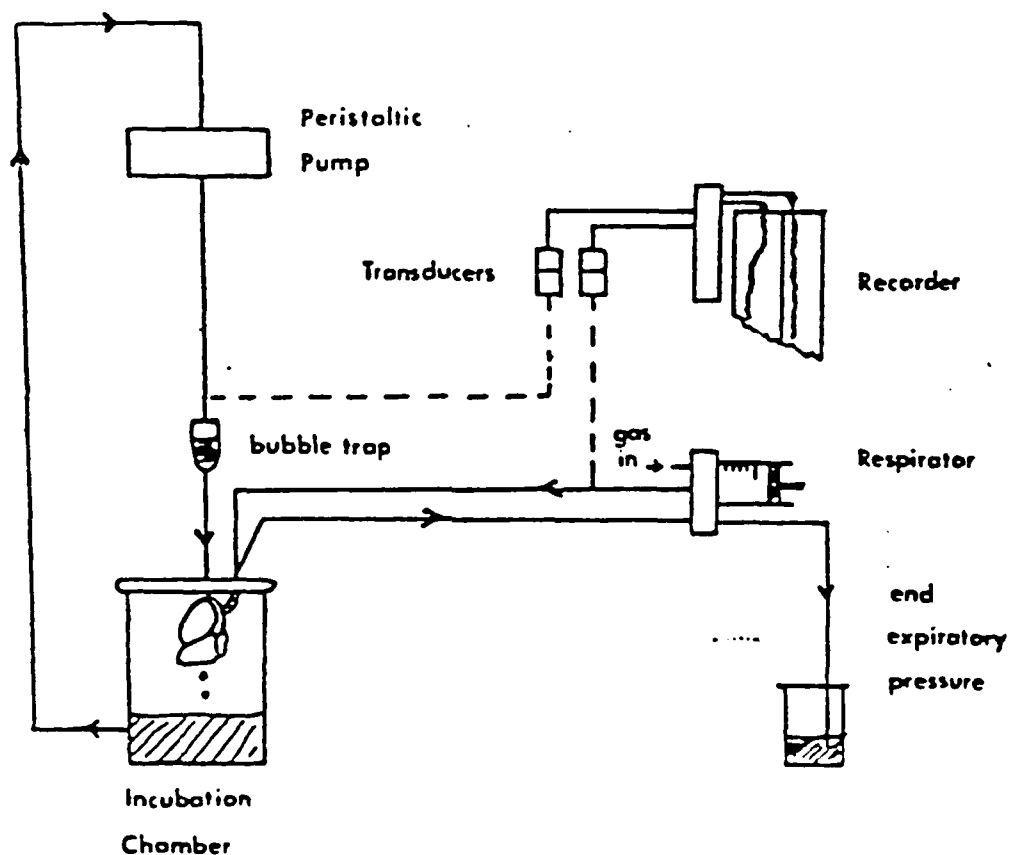 Peristaltic
Pump
Transducers
Recorder
bubble trap
gas
in
Respirator
end
expiratory
pressure
Incubation
Chamber